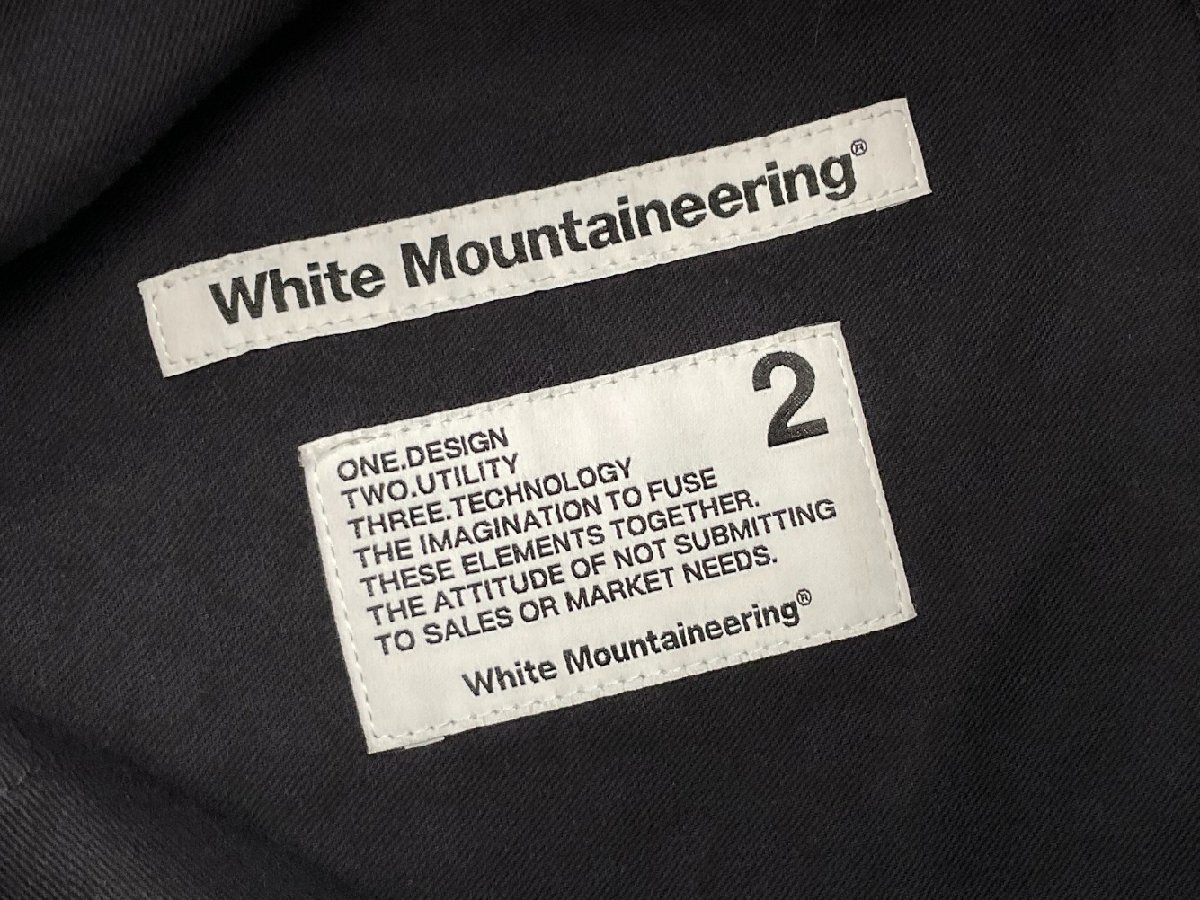 White Mountaineering®
2
ONE.DESIGN
TWO.UTILITY
THREE.TECHNOLOGY
THE IMAGINATION TO FUSE
THESE ELEMENTS TOGETHER.
THE ATTITUDE OF NOT SUBMITTING
TO SALES OR MARKET NEEDS.
White Mountaineering®